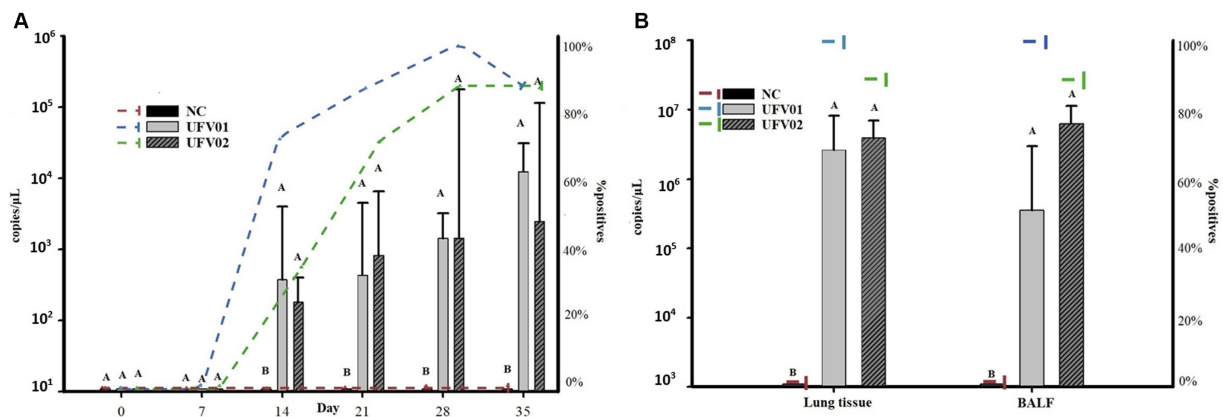 A
10⁶
10⁵
10⁴
10³
10²
10¹
copies/µL
NC
UFV01
UFV02
A A A
A A A
B A A
B A A
B A A
B A A
0 7 14 21 28 35
Day
100%
80%
60%
40%
20%
0%
%positives
B
10⁸
10⁷
10⁶
10⁵
10⁴
10³
copies/µL
NC
UFV01
UFV02
B A A
B A A
Lung tissue BALF
100%
80%
60%
40%
20%
0%
%positives